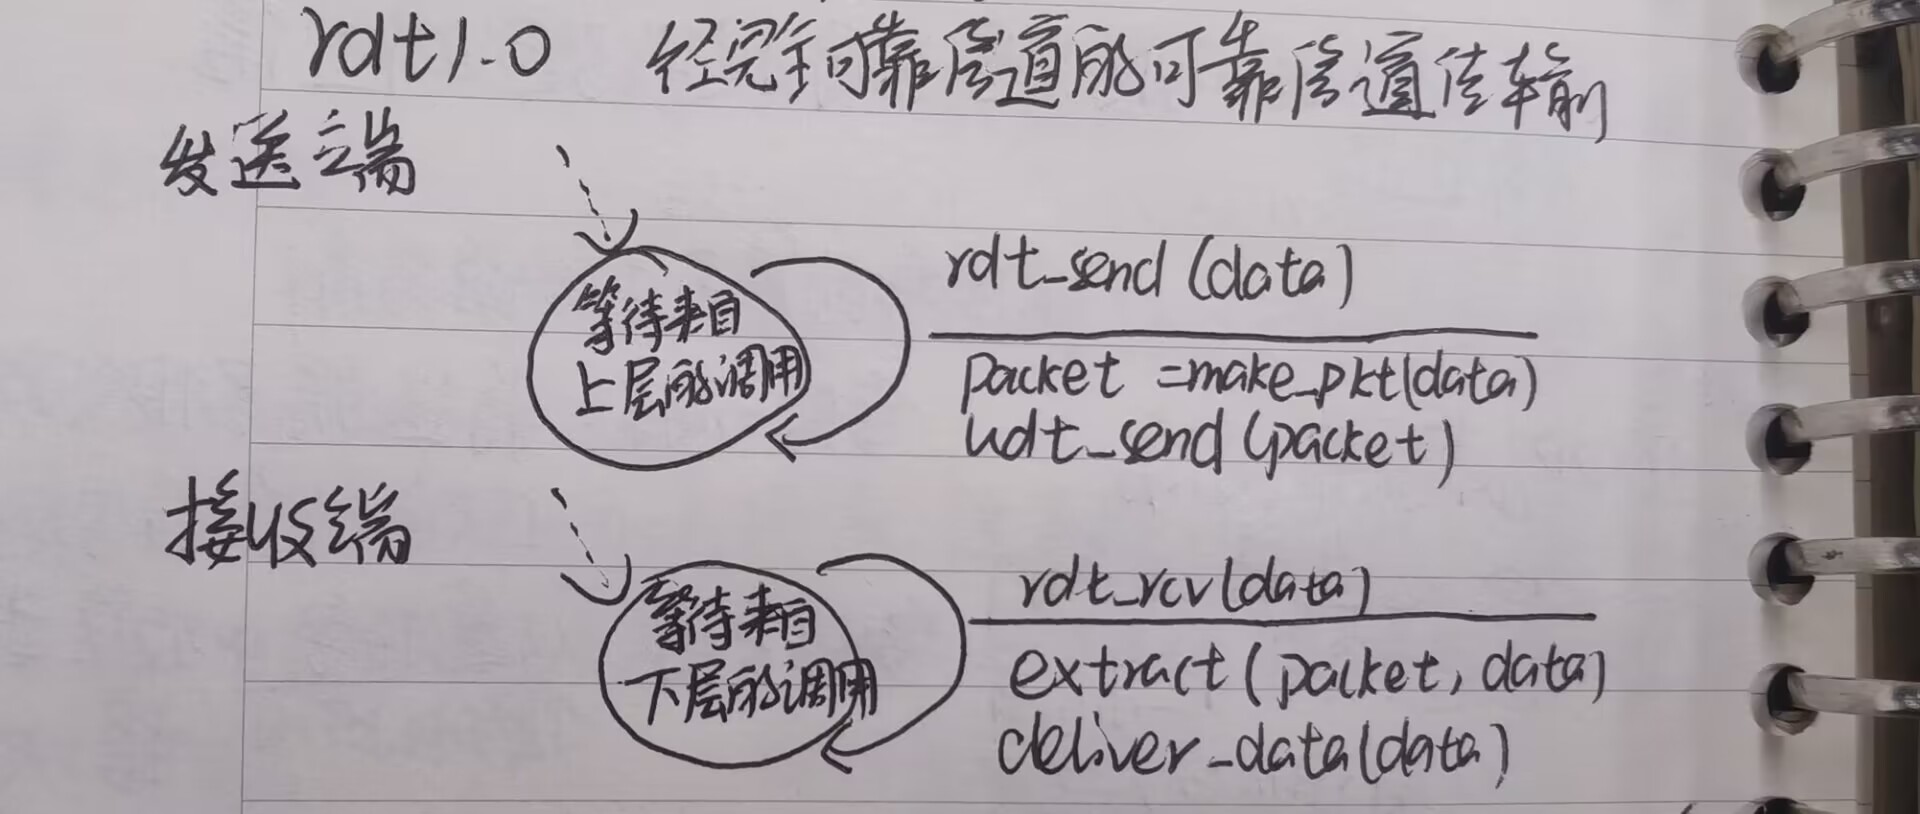 rdt1.0 经完全可靠信道的可靠信道传输
发送端
等待来自
上层的调用
rdt_send(data)
packet =make_pkt(data)
udt_send(packet)
接收端
等待来自
下层的调用
rdt_rcv(data)
extract(packet, data)
deliver_data(data)